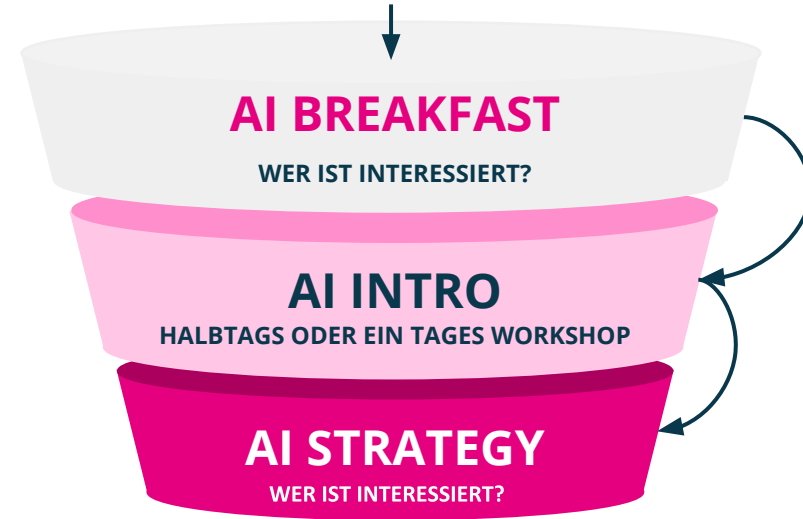 AI BREAKFAST
WER IST INTERESSIERT?
AI INTRO
HALBTAGS ODER EIN TAGES WORKSHOP
AI STRATEGY
WER IST INTERESSIERT?